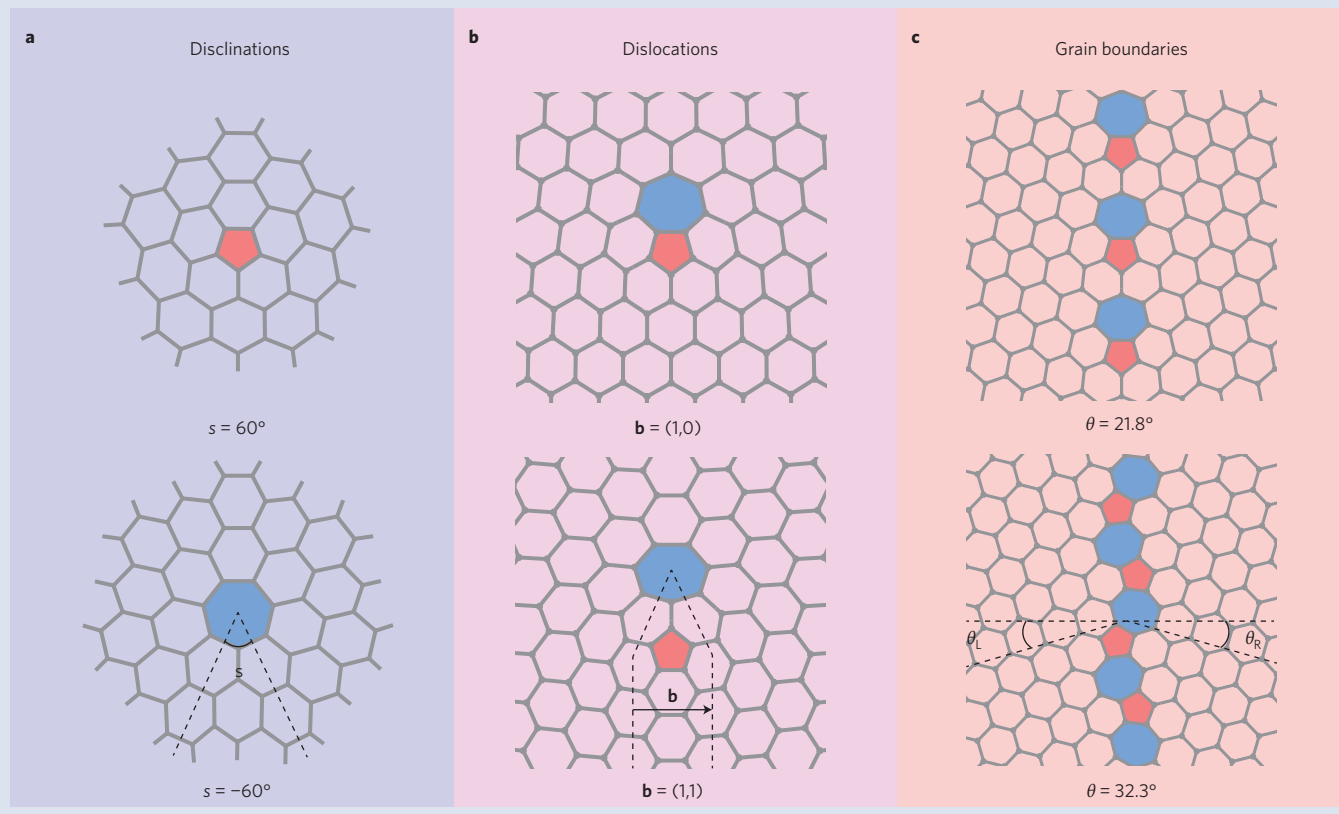 a
Disclinations
s = 60°
s
s = −60°
b
Dislocations
b = (1,0)
b
b = (1,1)
c
Grain boundaries
θ = 21.8°
θL
θR
θ = 32.3°